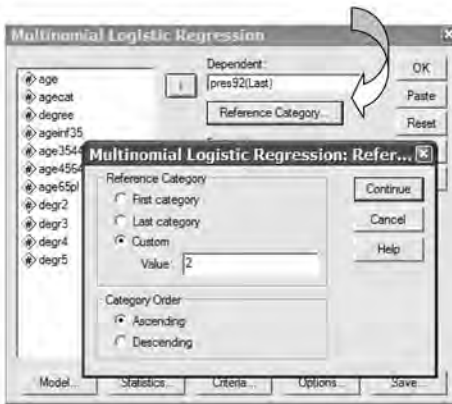 Multinomial Logistic Regression
Dependent:
pres92(Last)
Reference Category...
OK
Paste
Reset
age
agecat
degree
ageinf35
age3544
age4554
age65pl
degr2
degr3
degr4
degr5
Multinomial Logistic Regression: Refer...
Reference Category
First category
Last category
Custom
Value: 2
Continue
Cancel
Help
Category Order
Ascending
Descending
Model...
Statistics...
Criteria...
Options...
Save...